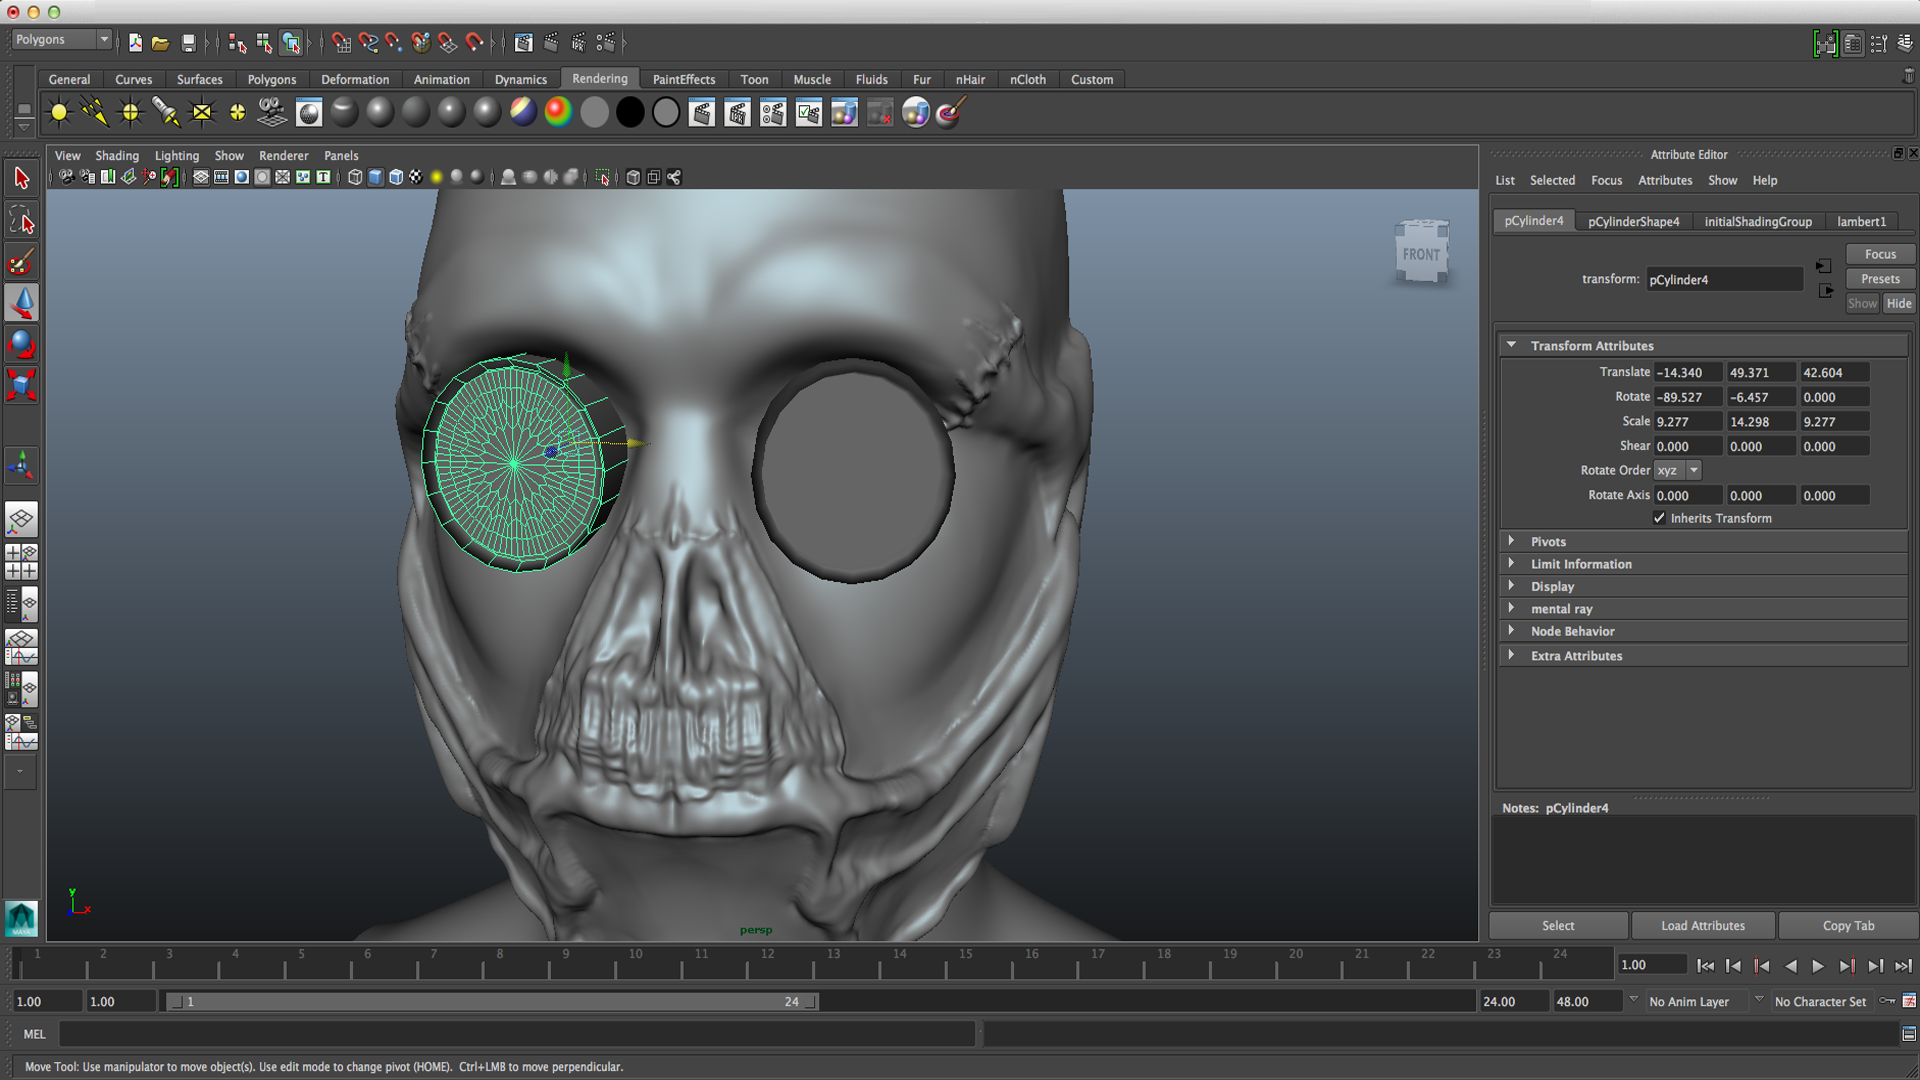 Polygons
General Curves Surfaces Polygons Deformation Animation Dynamics Rendering PaintEffects Toon Muscle Fluids Fur nHair nCloth Custom
View Shading Lighting Show Renderer Panels
Attribute Editor
List Selected Focus Attributes Show Help
pCylinder4 pCylinderShape4 initialShadingGroup lambert1
FRONT
Focus
transform: pCylinder4
Presets
Show Hide
Transform Attributes
Translate -14.340 49.371 42.604
Rotate -89.527 -6.457 0.000
Scale 9.277 14.298 9.277
Shear 0.000 0.000 0.000
Rotate Order xyz
Rotate Axis 0.000 0.000 0.000
Inherits Transform
Pivots
Limit Information
Display
mental ray
Node Behavior
Extra Attributes
Notes: pCylinder4
y
x
persp
Select Load Attributes Copy Tab
1 2 3 4 5 6 7 8 9 10 11 12 13 14 15 16 17 18 19 20 21 22 23 24
1.00
1.00 1.00 1 24 24.00 48.00 No Anim Layer No Character Set
MEL
Move Tool: Use manipulator to move object(s). Use edit mode to change pivot (HOME). Ctrl+LMB to move perpendicular.